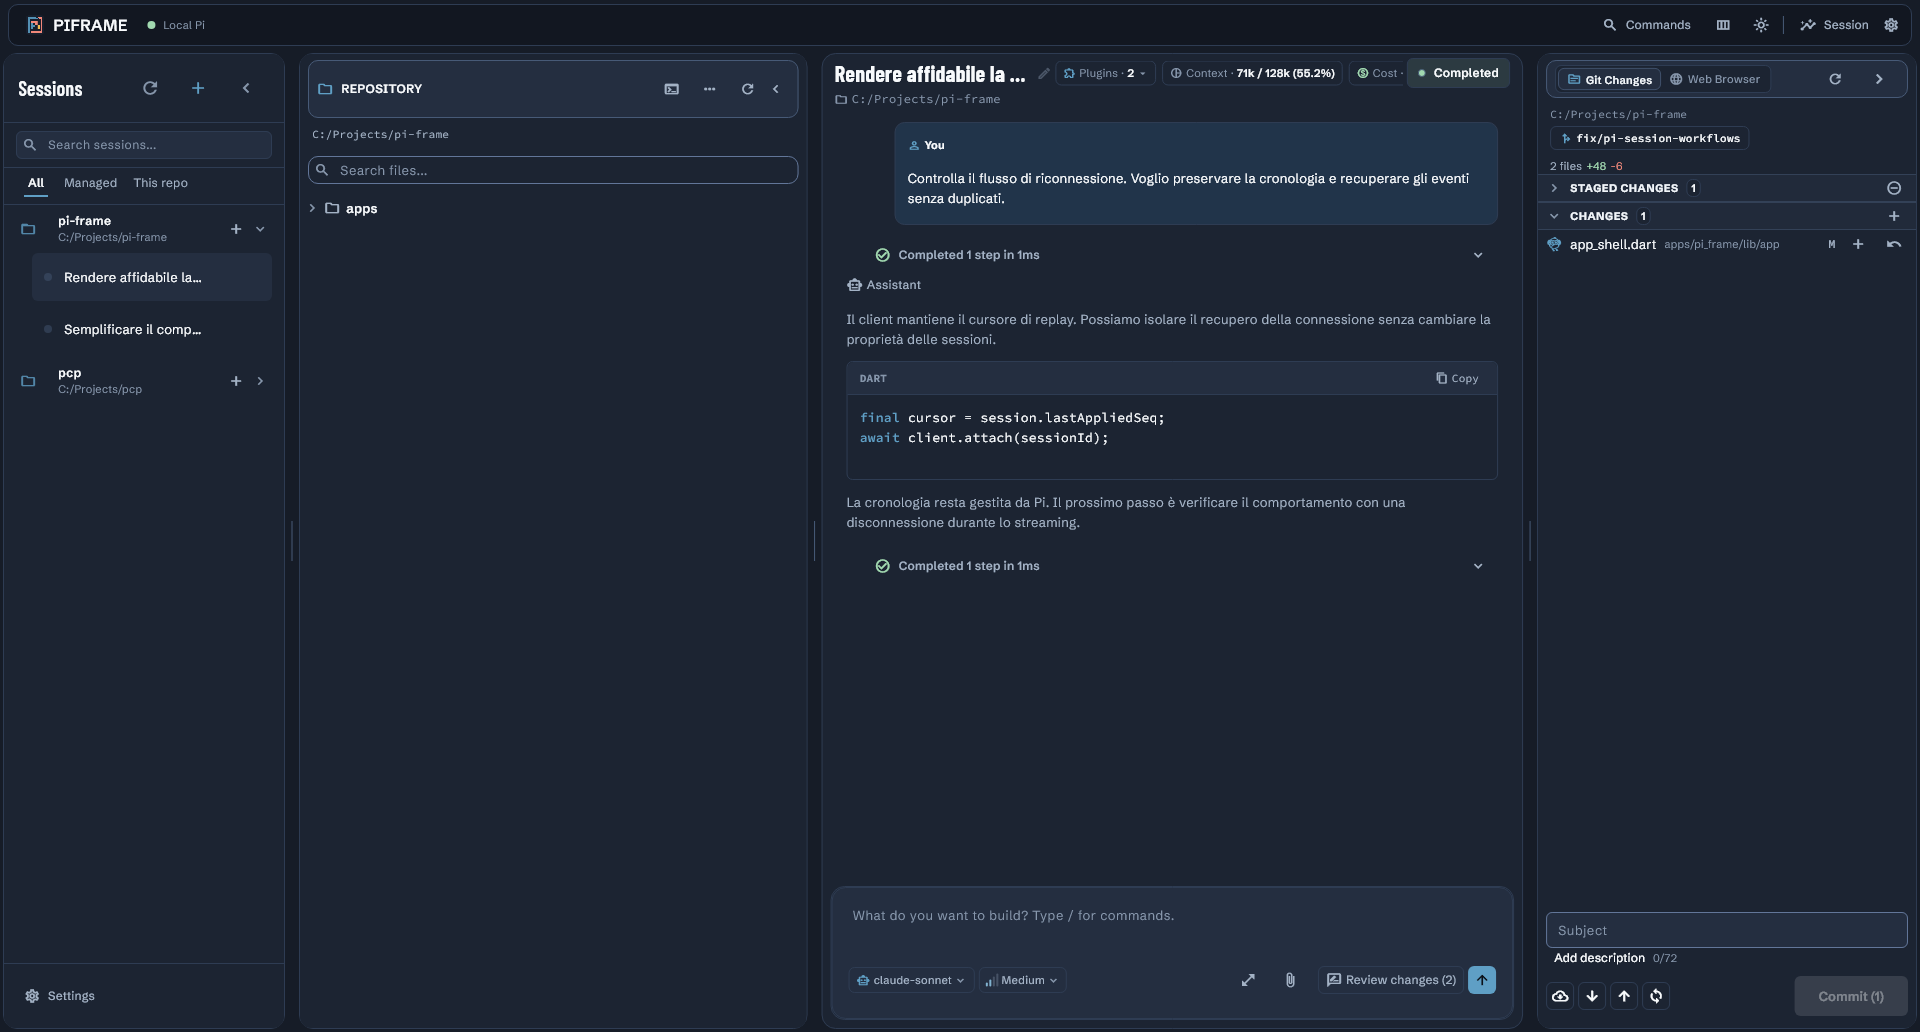 PIFRAME
Local Pi
Commands
Session
Sessions
Search sessions...
All Managed This repo
pi-frame
C:/Projects/pi-frame
Rendere affidabile la...
Semplificare il comp...
pcp
C:/Projects/pcp
Settings
REPOSITORY
C:/Projects/pi-frame
Search files...
apps
Rendere affidabile la ...
Plugins · 2
Context · 71k / 128k (55.2%)
Cost ·
Completed
C:/Projects/pi-frame
You
Controlla il flusso di riconnessione. Voglio preservare la cronologia e recuperare gli eventi
senza duplicati.
Completed 1 step in 1ms
Assistant
Il client mantiene il cursore di replay. Possiamo isolare il recupero della connessione senza cambiare la
proprietà delle sessioni.
DART
Copy
final cursor = session.lastAppliedSeq;
await client.attach(sessionId);
La cronologia resta gestita da Pi. Il prossimo passo è verificare il comportamento con una
disconnessione durante lo streaming.
Completed 1 step in 1ms
What do you want to build? Type / for commands.
claude-sonnet
Medium
Review changes (2)
Git Changes
Web Browser
C:/Projects/pi-frame
fix/pi-session-workflows
2 files +48 -6
STAGED CHANGES 1
CHANGES 1
app_shell.dart apps/pi_frame/lib/app M
Subject
Add description 0/72
Commit (1)